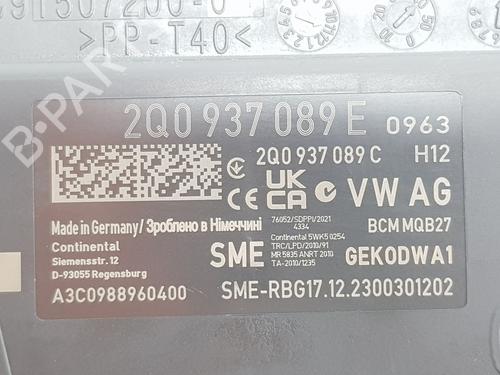 >PP-T40<
2Q0 937 089 E 0963
2Q0 937 089 C H12
UK CA VW AG
76052/SDPPI/2021
4334
BCM MQB27
Made in Germany/ Зроблено в Німеччині
Continental
Siemensstr. 12
D-93055 Regensburg
SME
Continental 5WK5 0254
TRC/LPD/2010/91
MR 5835 ANRT 2010
TA-2010/1235
GEKODWA1
A3C0988960400 SME-RBG17.12.2300301202
B-PARTS